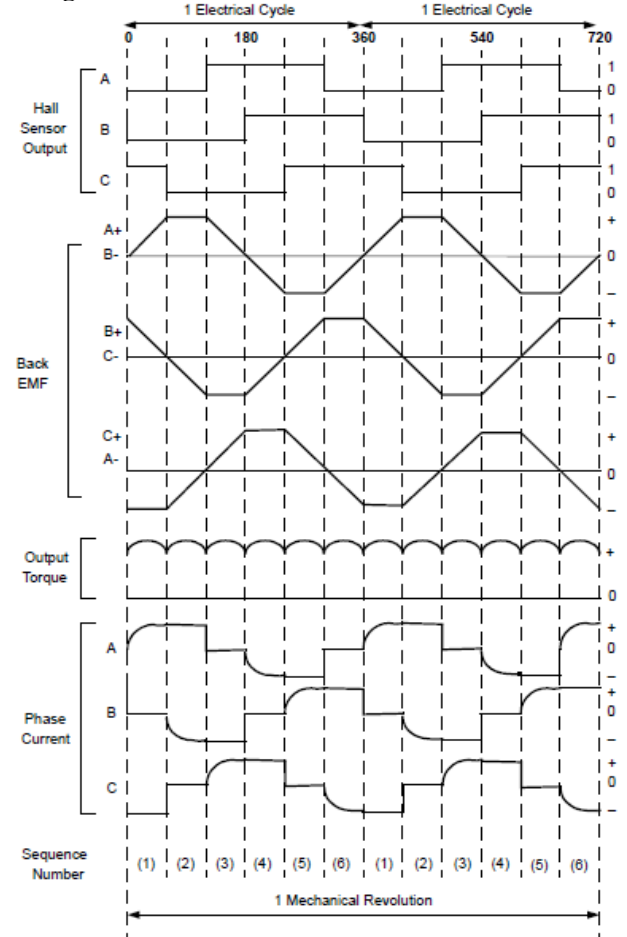 1 Electrical Cycle 1 Electrical Cycle
0 180 360 540 720
Hall
Sensor
Output
A 1
0
B 1
0
C 1
0
Back
EMF
A+ +
B- 0
–
B+ +
C- 0
–
C+ +
A- 0
–
Output
Torque
+
0
Phase
Current
A +
0
–
B +
0
–
C +
0
–
Sequence
Number
(1) (2) (3) (4) (5) (6) (1) (2) (3) (4) (5) (6)
1 Mechanical Revolution